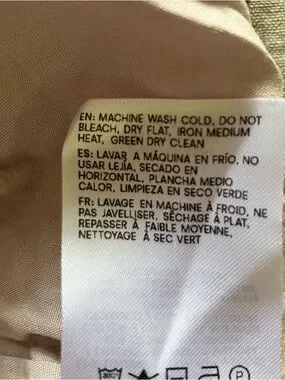 EN: MACHINE WASH COLD, DO NOT
BLEACH, DRY FLAT, IRON MEDIUM
HEAT, GREEN DRY CLEAN
ES: LAVAR A MÁQUINA EN FRÍO, NO
USAR LEJÍA, SECADO EN
HORIZONTAL, PLANCHA MEDIO
CALOR, LIMPIEZA EN SECO VERDE
FR: LAVAGE EN MACHINE À FROID, NE
PAS JAVELLISER, SÉCHAGE À PLAT,
REPASSER À FAIBLE MOYENNE,
NETTOYAGE À SEC VERT
P